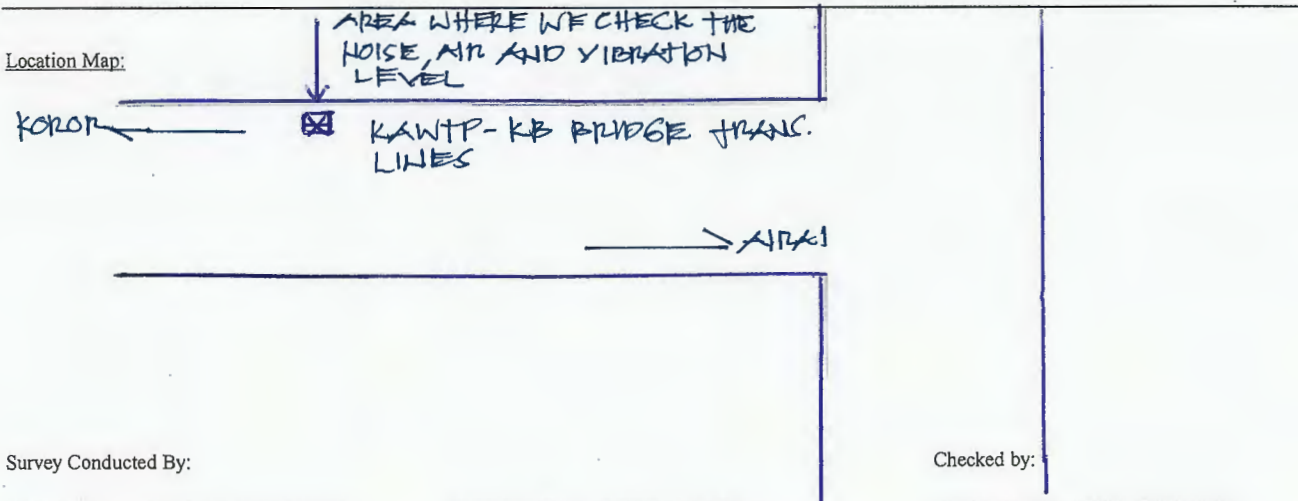 AREA WHERE WE CHECK THE
NOISE, AIR AND VIBRATION
LEVEL
Location Map:
KOROR
KAWTP-KB BRIDGE TRANS.
LINES
AIRAI
Survey Conducted By:
Checked by: